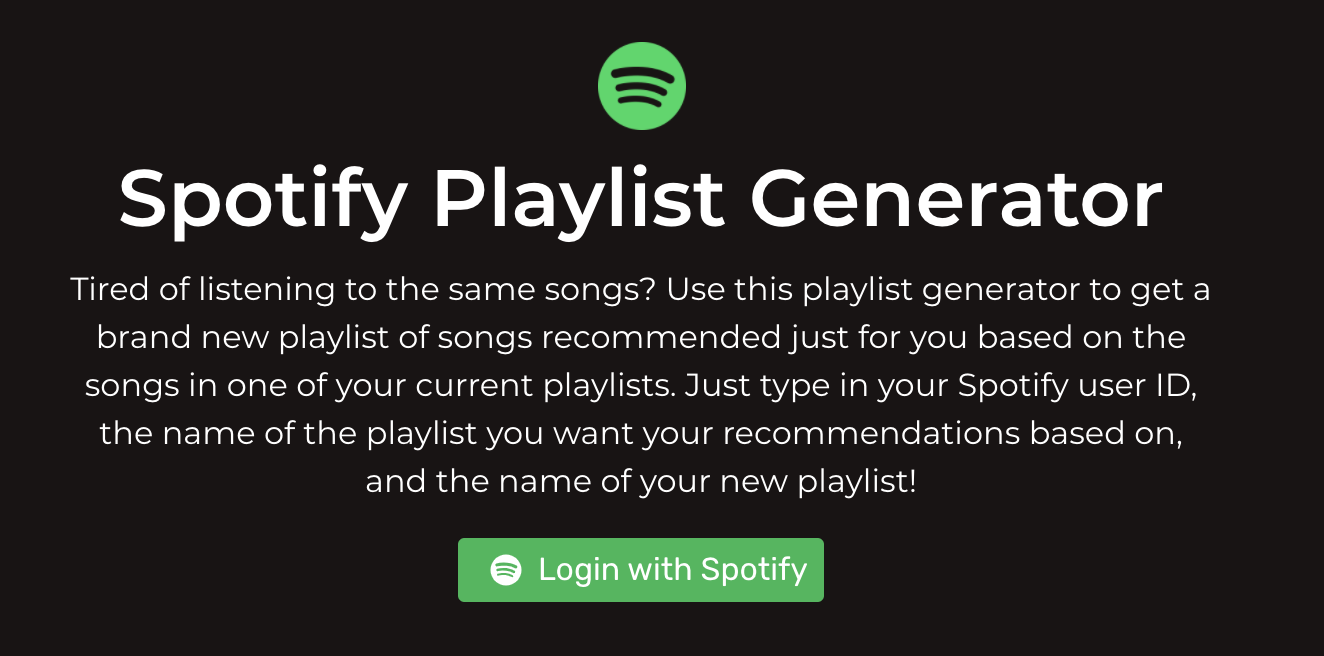 Spotify Playlist Generator
Tired of listening to the same songs? Use this playlist generator to get a
brand new playlist of songs recommended just for you based on the
songs in one of your current playlists. Just type in your Spotify user ID,
the name of the playlist you want your recommendations based on,
and the name of your new playlist!
Login with Spotify